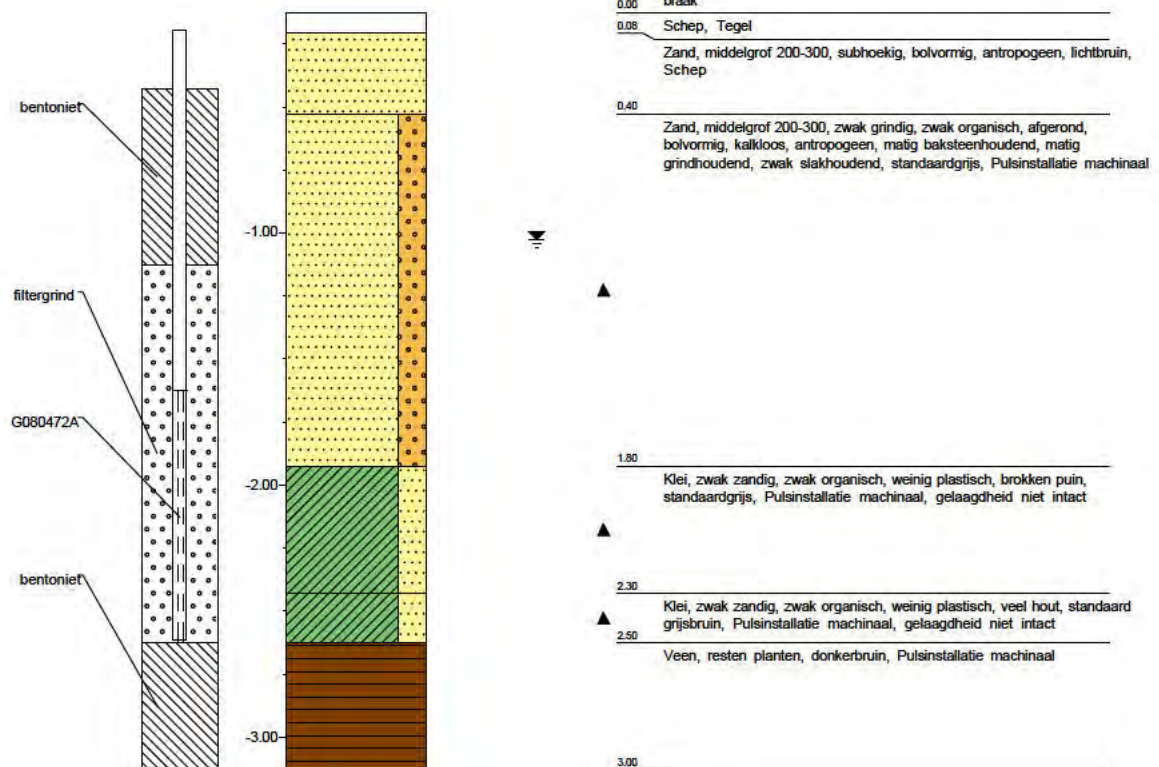 braak
0.00
0.08
Schep, Tegel
Zand, middelgrof 200-300, subhoekig, bolvormig, antropogeen, lichtbruin,
Schep
0.40
Zand, middelgrof 200-300, zwak grindig, zwak organisch, afgerond,
bolvormig, kalkloos, antropogeen, matig baksteenhoudend, matig
grindhoudend, zwak slakhoudend, standaardgrijs, Pulsinstallatie machinaal
bentoniet
-1.00
filtergrind
G080472A
1.80
Klei, zwak zandig, zwak organisch, weinig plastisch, brokken puin,
standaardgrijs, Pulsinstallatie machinaal, gelaagdheid niet intact
-2.00
bentoniet
2.30
Klei, zwak zandig, zwak organisch, weinig plastisch, veel hout, standaard
grijsbruin, Pulsinstallatie machinaal, gelaagdheid niet intact
2.50
Veen, resten planten, donkerbruin, Pulsinstallatie machinaal
-3.00
3.00